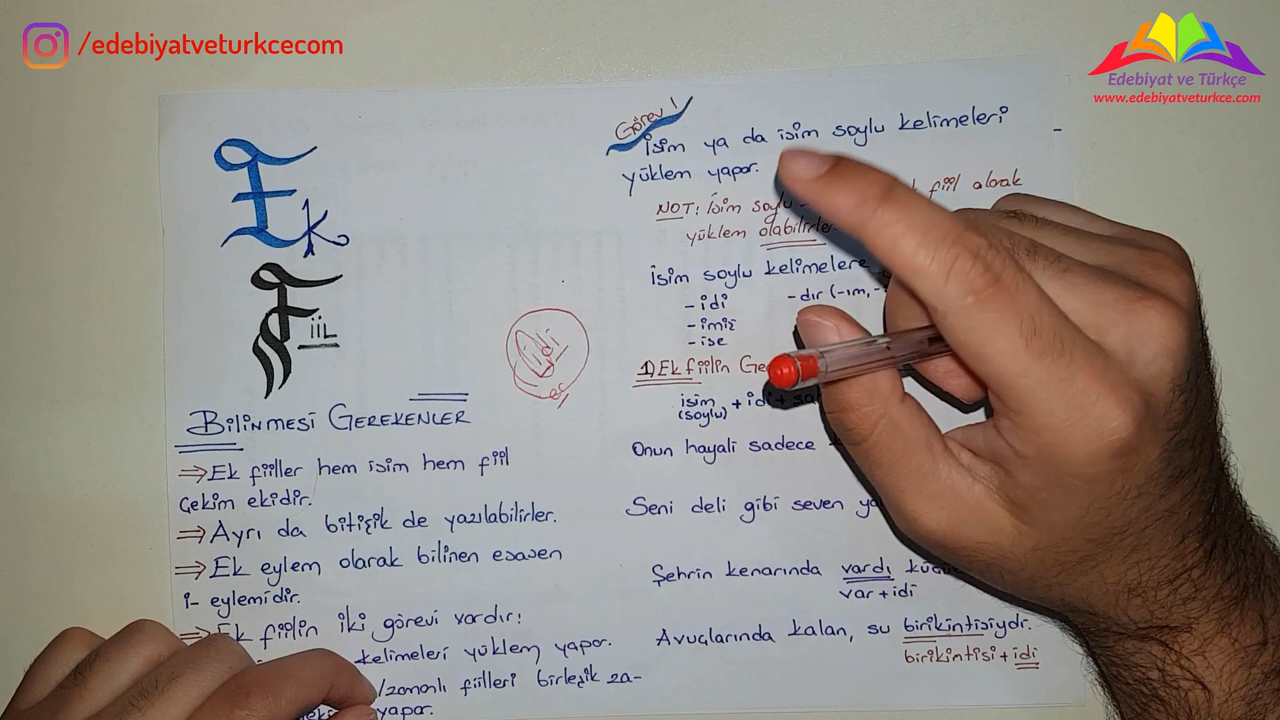 /edebiyatveturkcecom
Edebiyat ve Türkçe
www.edebiyatveturkce.com
Ek
FiiL
BiliNMESİ GEREKENLER
⇒ Ek fiiller hem isim hem fiil
çekim ekidir.
⇒ Ayrı da bitişik de yazılabilirler.
⇒ Ek eylem olarak bilinen esasen
i- eylemidir.
⇒ Ek fiilin iki görevi vardır:
kelimeleri yüklem yapar.
/zamanlı fiilleri birleşik za-
yapar.
Görev 1
İsim ya da isim soylu kelimeleri
yüklem yapar.
NOT: İsim soylu fiil olarak
yüklem olabilirler.
İsim soylu kelimelere
-idi
-dır (-ım,
-imiş
-ise
1) Ek fiilin
isim (soylu) + idi +
Onun hayali sadece
Seni deli gibi seven
Şehrin kenarında vardı
var + idi
Avuçlarında kalan, su birikintisiydi.
birikintisi + idi